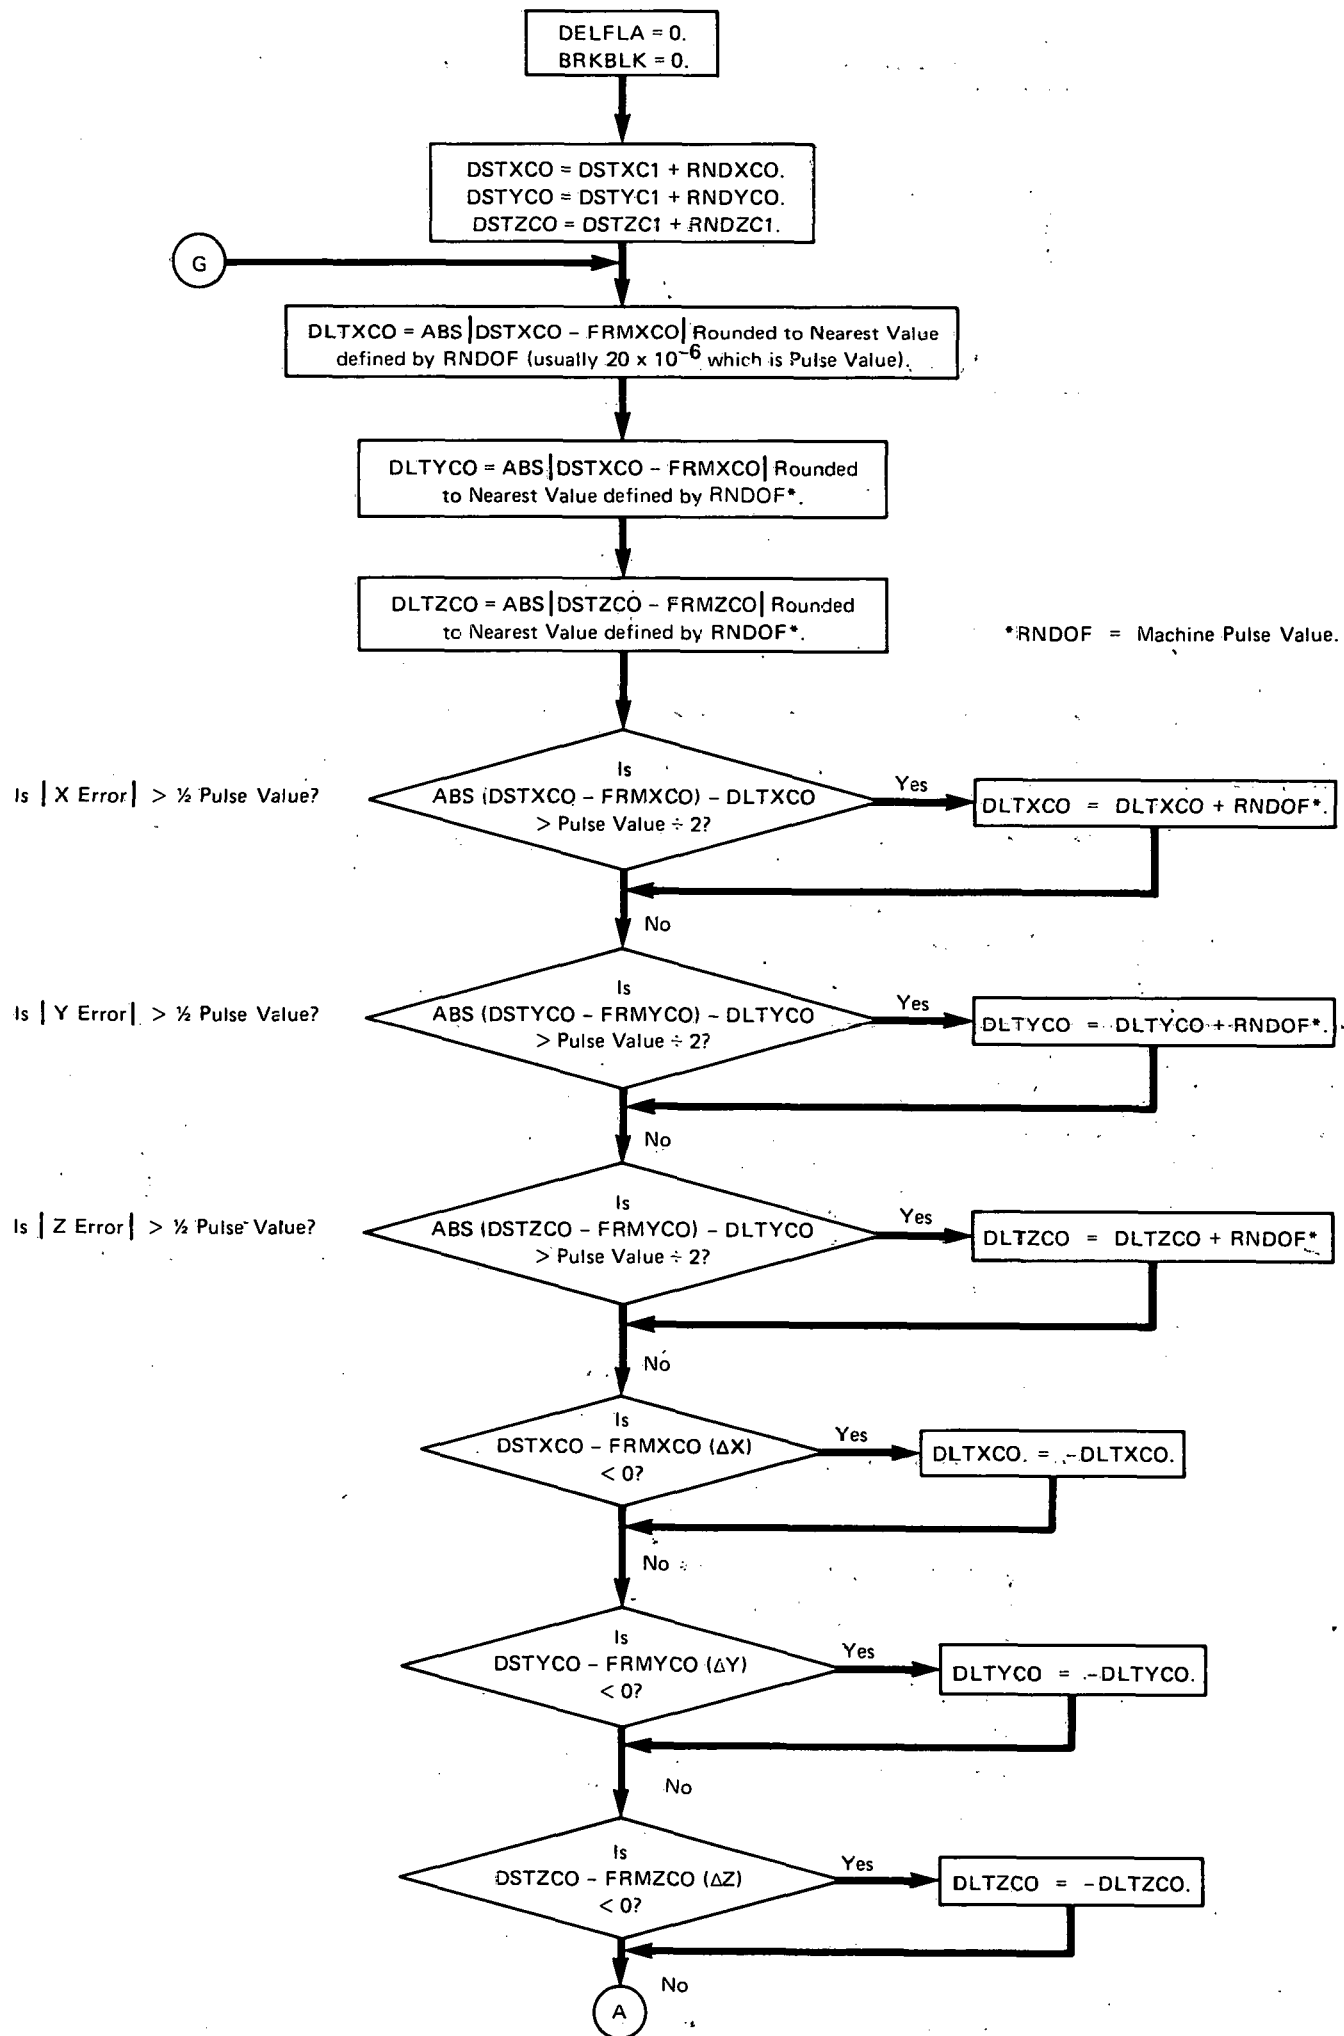 DELFLA = 0.
BRKBLK = 0.
DSTXCO = DSTXC1 + RNDXCO.
DSTYCO = DSTYC1 + RNDYCO.
DSTZCO = DSTZC1 + RNDZC1.
G
DLTXCO = ABS|DSTXCO – FRMXCO| Rounded to Nearest Value
defined by RNDOF (usually 20 x 10⁻⁶ which is Pulse Value).
DLTYCO = ABS|DSTXCO – FRMXCO| Rounded
to Nearest Value defined by RNDOF*.
DLTZCO = ABS|DSTZCO – FRMZCO| Rounded
to Nearest Value defined by RNDOF*.
*RNDOF = Machine Pulse Value.
Is | X Error | > ½ Pulse Value?
Is
ABS (DSTXCO – FRMXCO) – DLTXCO
> Pulse Value ÷ 2?
Yes
DLTXCO = DLTXCO + RNDOF*.
No
Is | Y Error | > ½ Pulse Value?
Is
ABS (DSTYCO – FRMYCO) – DLTYCO
> Pulse Value ÷ 2?
Yes
DLTYCO = DLTYCO + RNDOF*.
No
Is | Z Error | > ½ Pulse Value?
Is
ABS (DSTZCO – FRMYCO) – DLTYCO
> Pulse Value ÷ 2?
Yes
DLTZCO = DLTZCO + RNDOF*
No
Is
DSTXCO – FRMXCO (ΔX)
< 0?
Yes
DLTXCO. = –DLTXCO.
No
Is
DSTYCO – FRMYCO (ΔY)
< 0?
Yes
DLTYCO = –DLTYCO.
No
Is
DSTZCO – FRMZCO (ΔZ)
< 0?
Yes
DLTZCO = –DLTZCO.
No
A